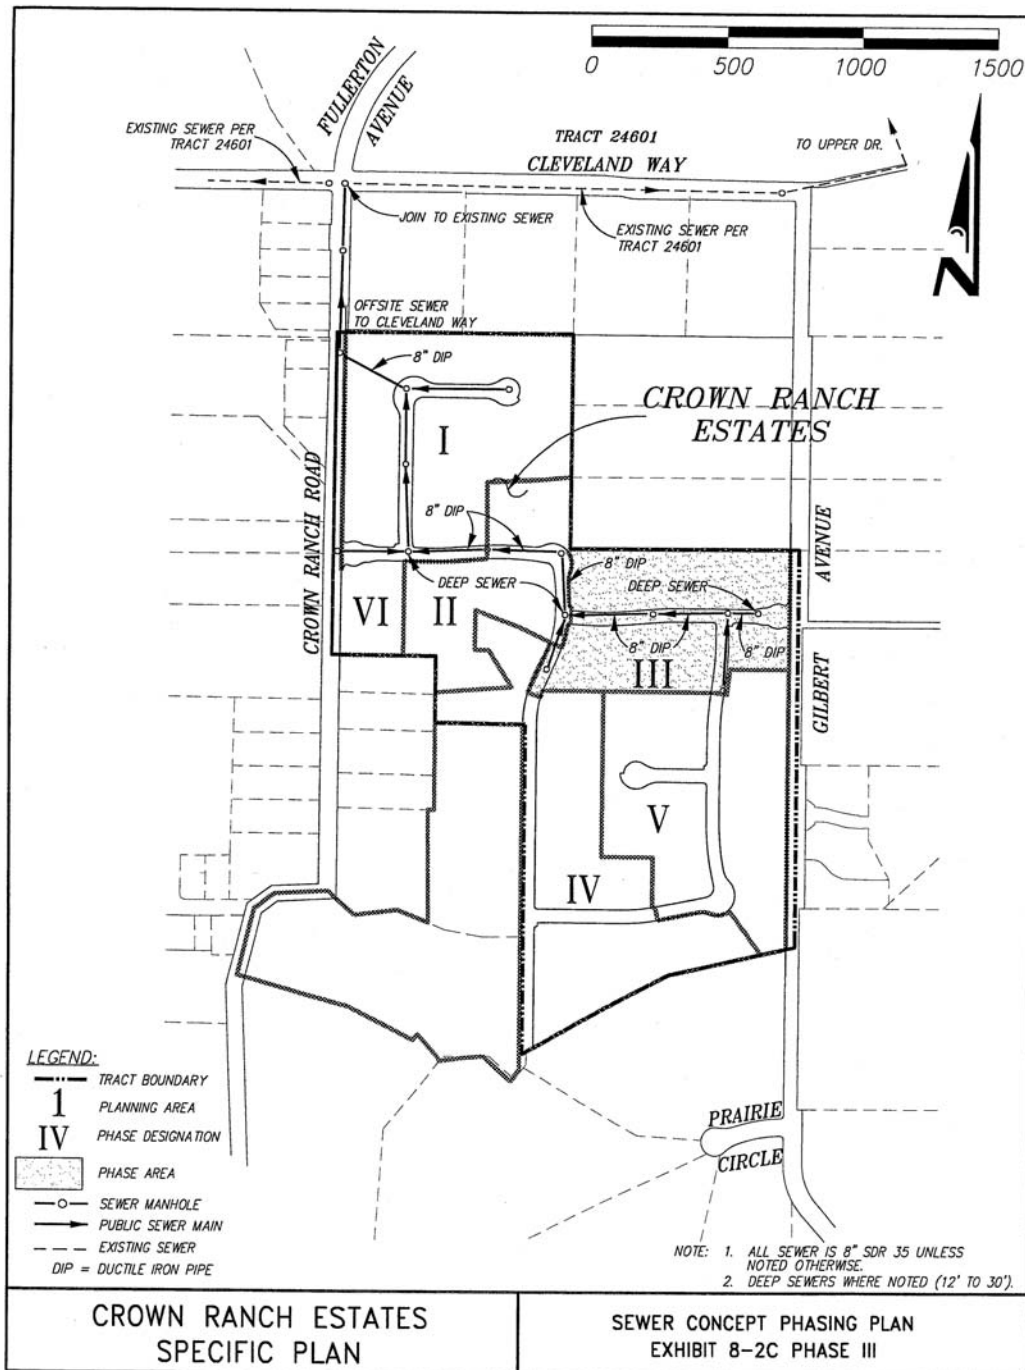 0 500 1000 1500
FULLERTON
AVENUE
EXISTING SEWER PER
TRACT 24601
TRACT 24601
CLEVELAND WAY
TO UPPER DR.
JOIN TO EXISTING SEWER
EXISTING SEWER PER
TRACT 24601
N
OFFSITE SEWER
TO CLEVELAND WAY
8" DIP
CROWN RANCH
ESTATES
I
CROWN RANCH ROAD
8" DIP
AVENUE
8" DIP
DEEP SEWER
DEEP SEWER
VI
II
8" DIP
III
8" DIP
GILBERT
V
IV
LEGEND:
TRACT BOUNDARY
1 PLANNING AREA
IV PHASE DESIGNATION
PHASE AREA
SEWER MANHOLE
PUBLIC SEWER MAIN
EXISTING SEWER
DIP = DUCTILE IRON PIPE
PRAIRIE
CIRCLE
NOTE: 1. ALL SEWER IS 8" SDR 35 UNLESS
NOTED OTHERWISE.
2. DEEP SEWERS WHERE NOTED (12' TO 30').
CROWN RANCH ESTATES
SPECIFIC PLAN
SEWER CONCEPT PHASING PLAN
EXHIBIT 8-2C PHASE III